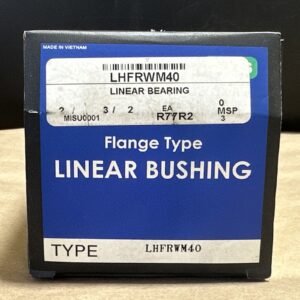 MADE IN VIETNAM
LHFRWM40
LINEAR BEARING
2 / 3 / 2 EA 0
MISU0001 R77R2 MSP
3
Flange Type
LINEAR BUSHING
TYPE LHFRWM40